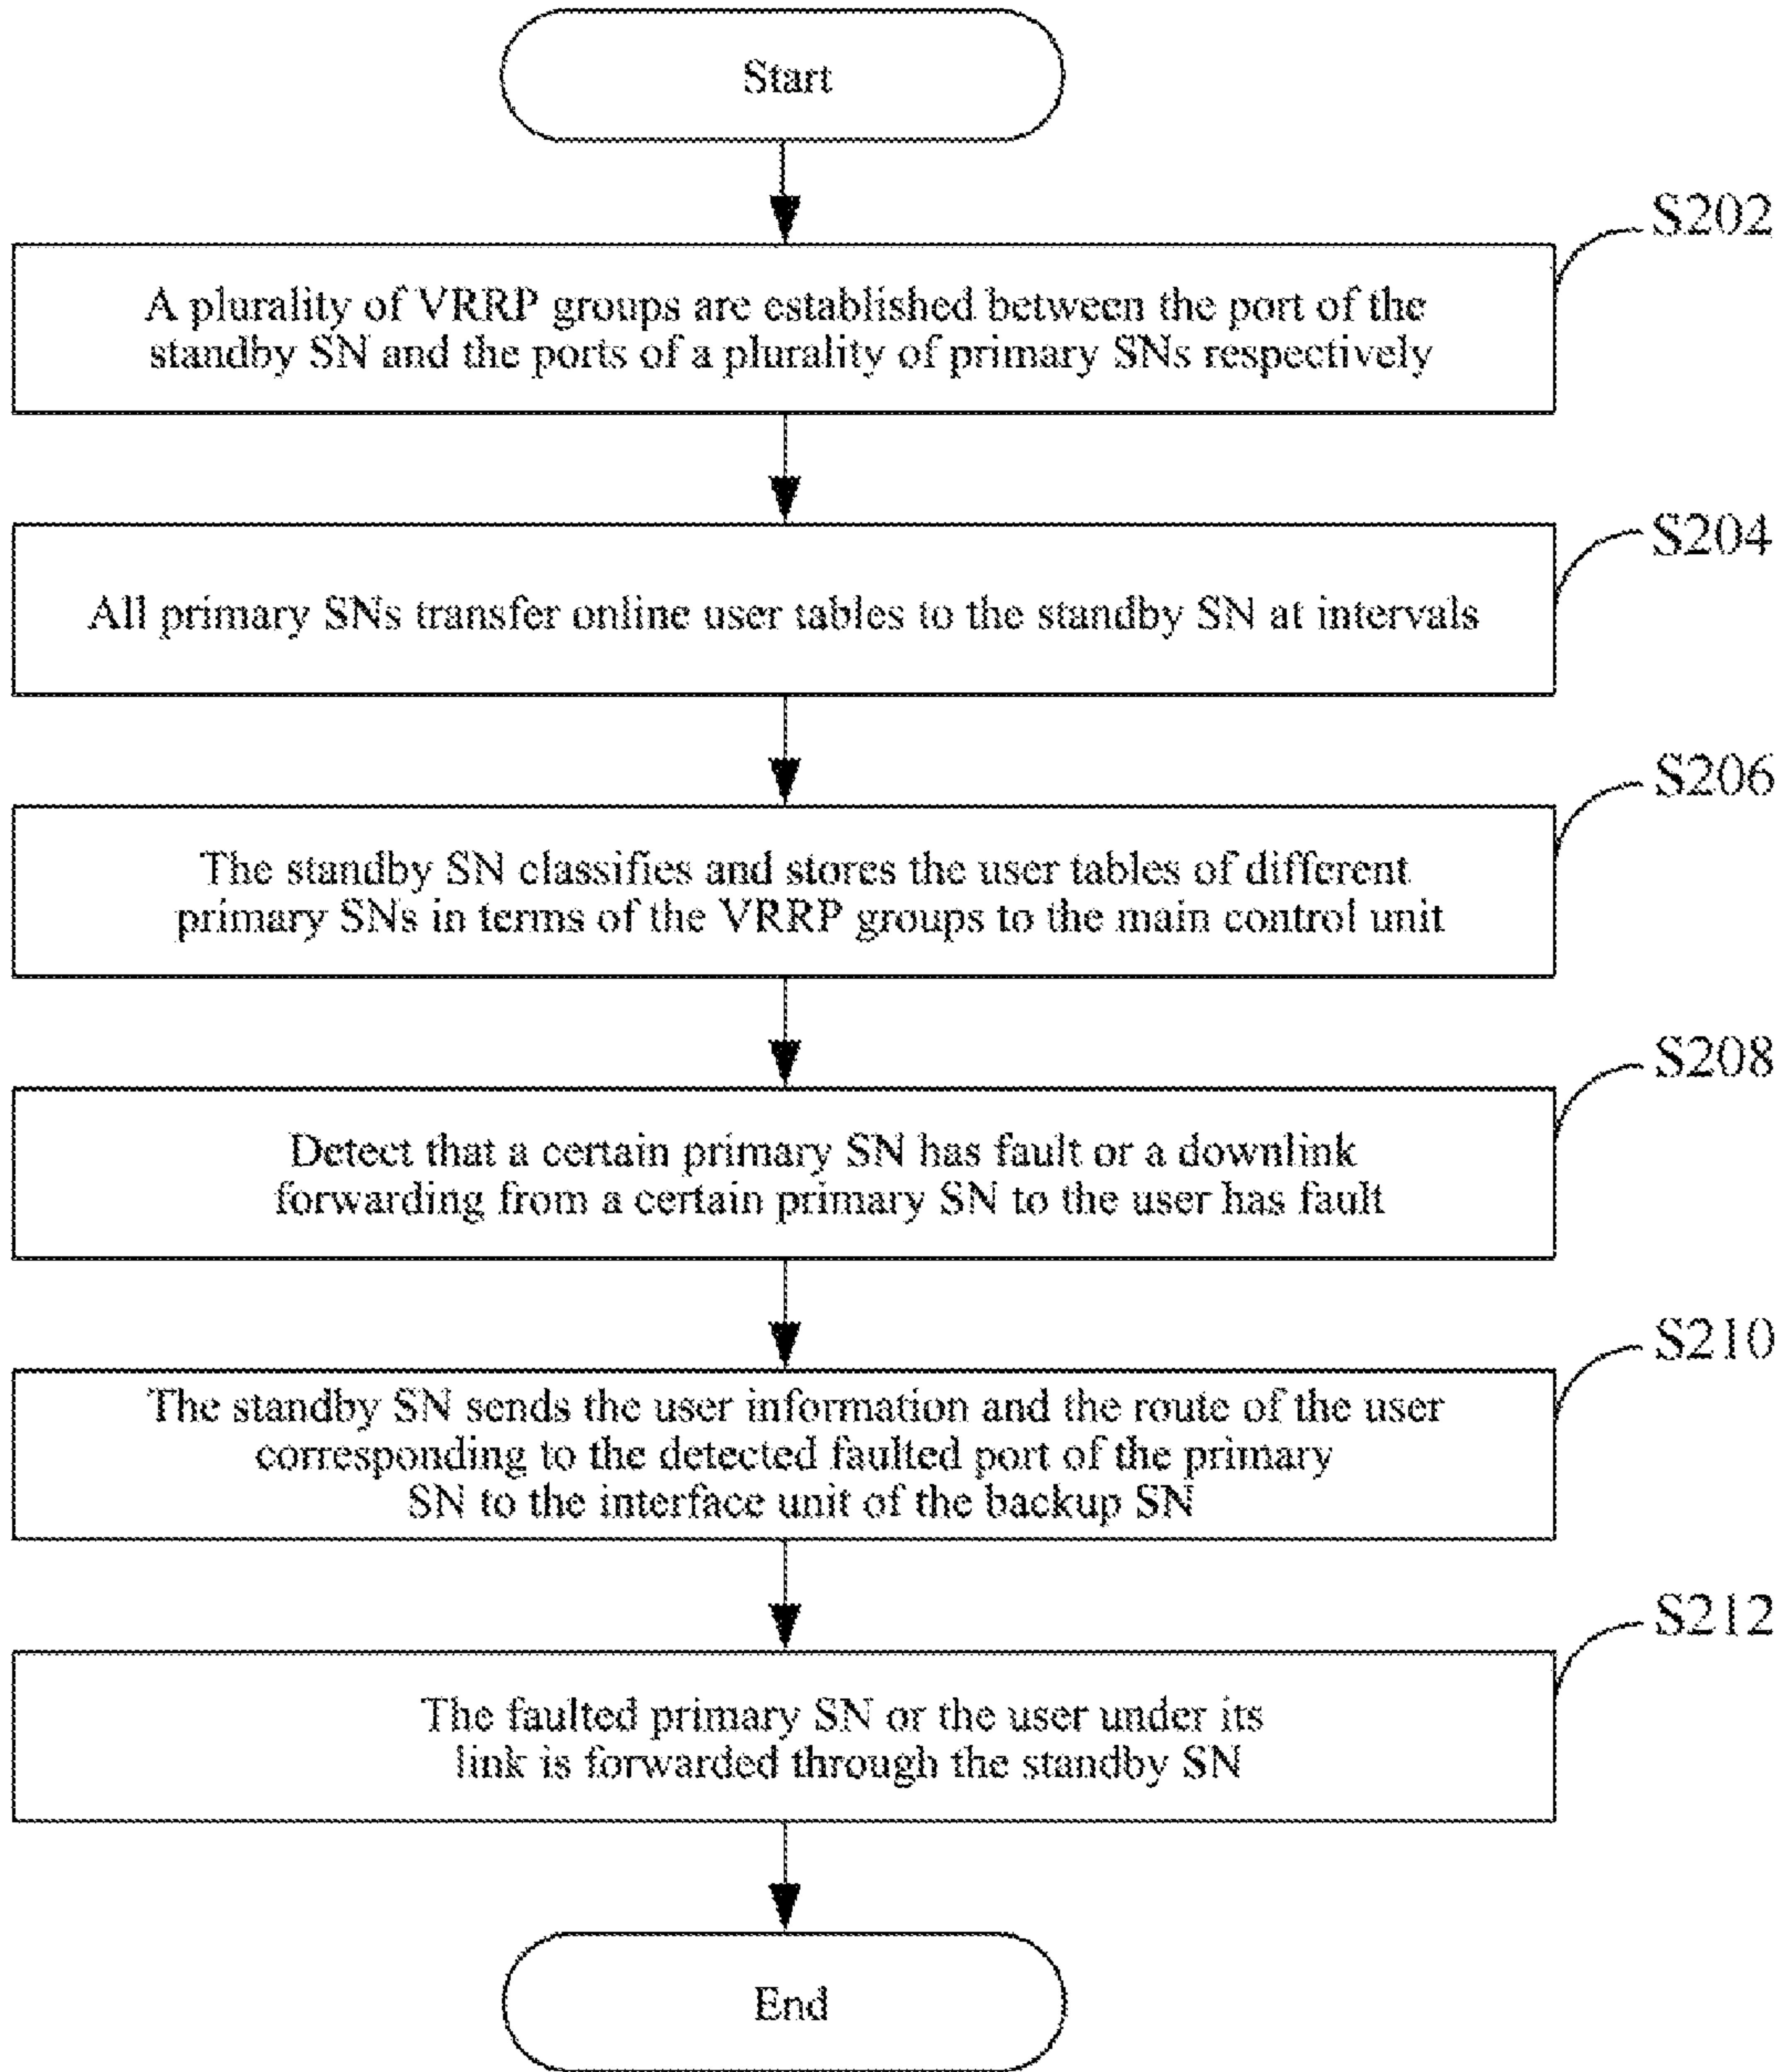 Start
S202
A plurality of VRRP groups are established between the port of the
standby SN and the ports of a plurality of primary SNs respectively
S204
All primary SNs transfer online user tables to the standby SN at intervals
S206
The standby SN classifies and stores the user tables of different
primary SNs in terms of the VRRP groups to the main control unit
S208
Detect that a certain primary SN has fault or a downlink
forwarding from a certain primary SN to the user has fault
S210
The standby SN sends the user information and the route of the user
corresponding to the detected faulted port of the primary
SN to the interface unit of the backup SN
S212
The faulted primary SN or the user under its
link is forwarded through the standby SN
End